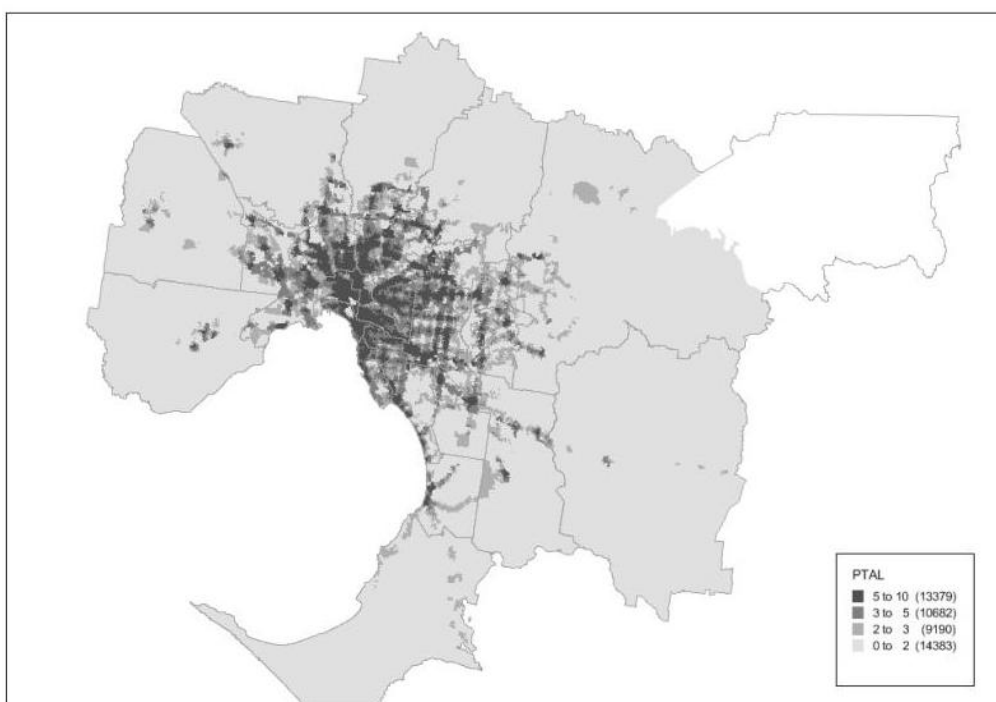 PTAL
5 to 10 (13379)
3 to 5 (10682)
2 to 3 (9190)
0 to 2 (14383)